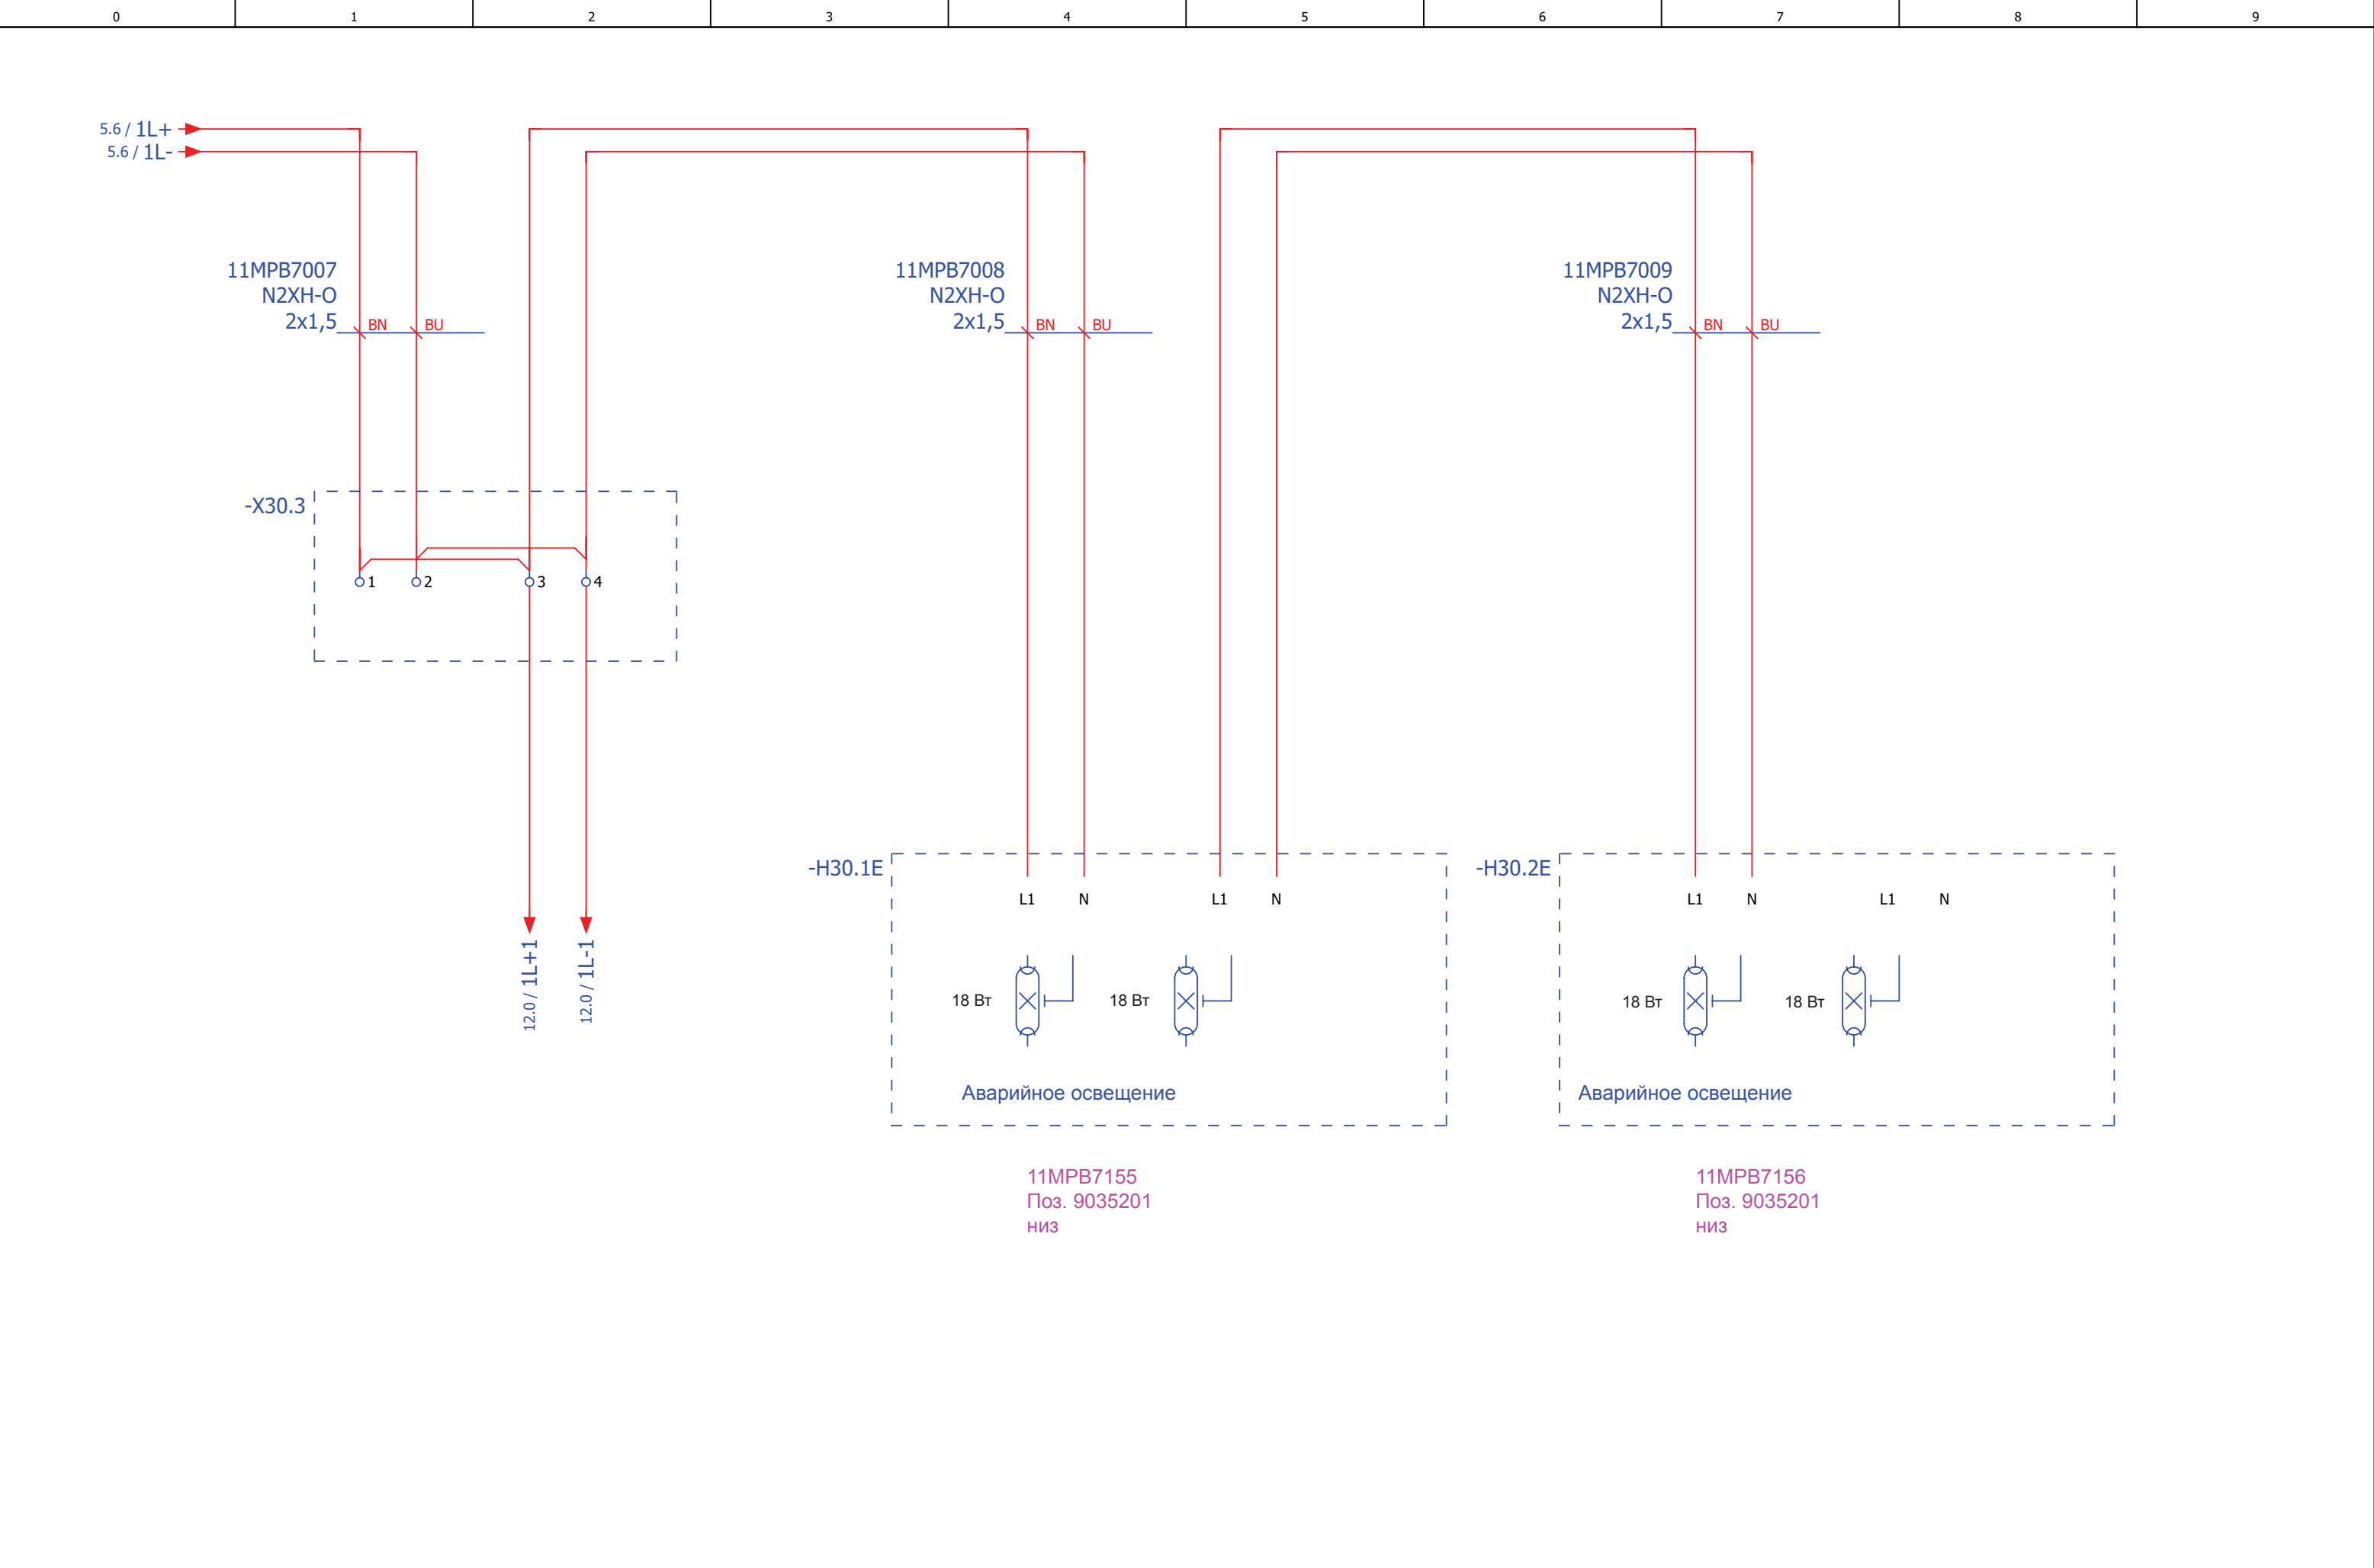 0 1 2 3 4 5 6 7 8 9
5.6 / 1L+
5.6 / 1L-
11MPB7007
N2XH-O
2x1,5
BN BU
11MPB7008
N2XH-O
2x1,5
BN BU
11MPB7009
N2XH-O
2x1,5
BN BU
-X30.3
1 2 3 4
12.0 / 1L+1
12.0 / 1L-1
-H30.1E
L1 N L1 N
18 Вт 18 Вт
Аварийное освещение
11MPB7155
Поз. 9035201
низ
-H30.2E
L1 N L1 N
18 Вт 18 Вт
Аварийное освещение
11MPB7156
Поз. 9035201
низ